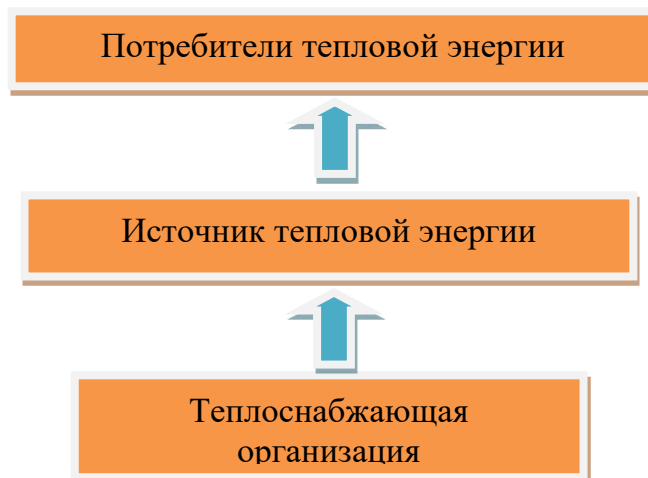 Потребители тепловой энергии
Источник тепловой энергии
Теплоснабжающая
организация